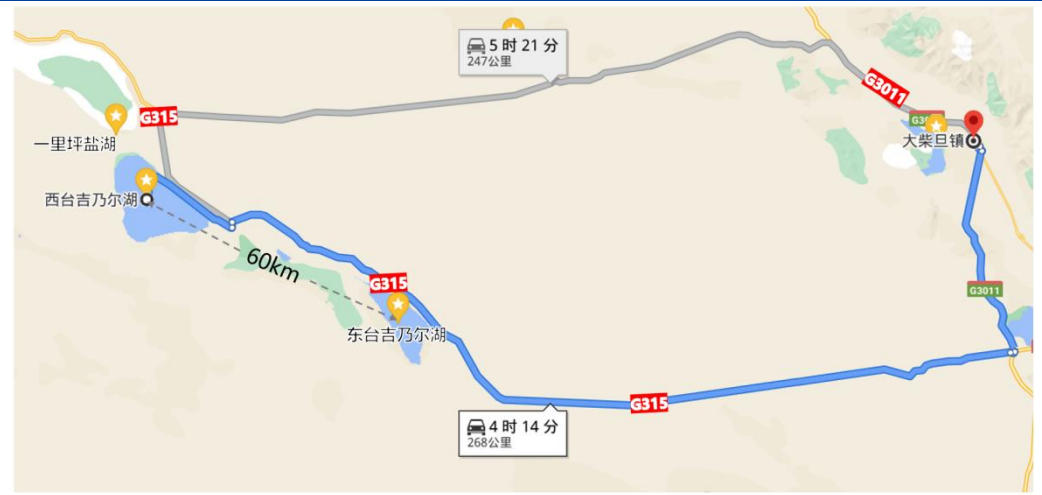 5 时 21 分
247公里
G3011
G315
G30
大柴旦镇
一里坪盐湖
西台吉乃尔湖
60km
G315
G3011
东台吉乃尔湖
G315
4 时 14 分
268公里